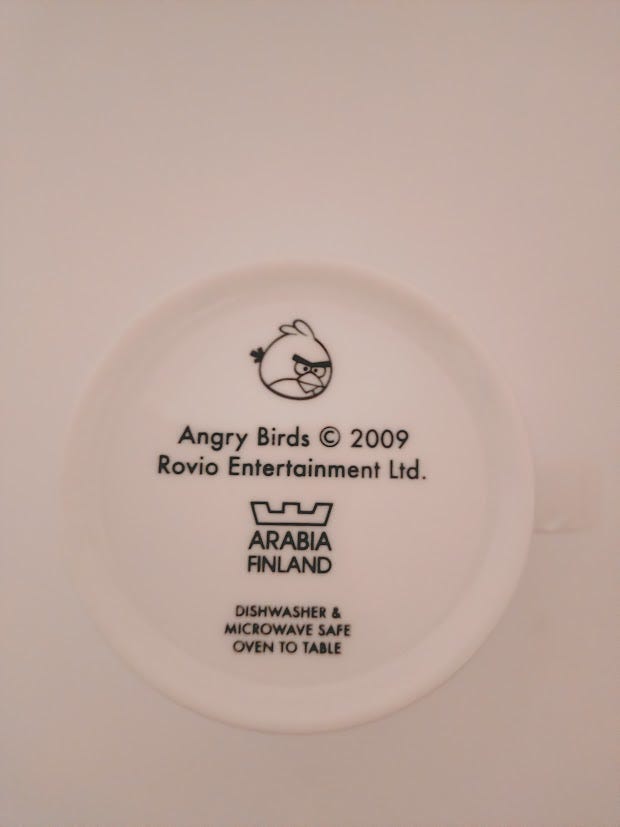 Angry Birds © 2009
Rovio Entertainment Ltd.
ARABIA
FINLAND
DISHWASHER &
MICROWAVE SAFE
OVEN TO TABLE